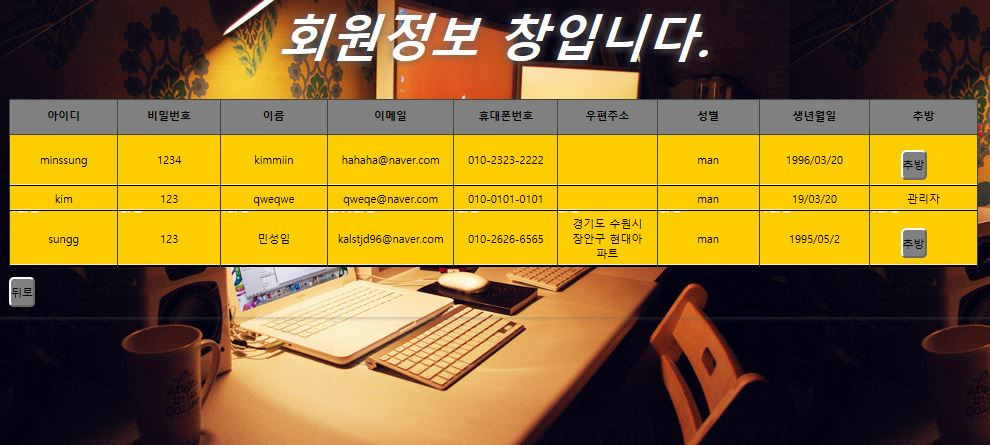 회원정보 창입니다.
아이디 비밀번호 이름 이메일 휴대폰번호 우편주소 성별 생년월일 추방
minssung 1234 kimmiin hahaha@naver.com 010-2323-2222 man 1996/03/20 추방
kim 123 qweqwe qweqe@naver.com 010-0101-0101 man 19/03/20 관리자
sungg 123 민성임 kalstjd96@naver.com 010-2626-6565 경기도 수원시 man 1995/05/2 추방
장안구 현대아
파트
뒤로